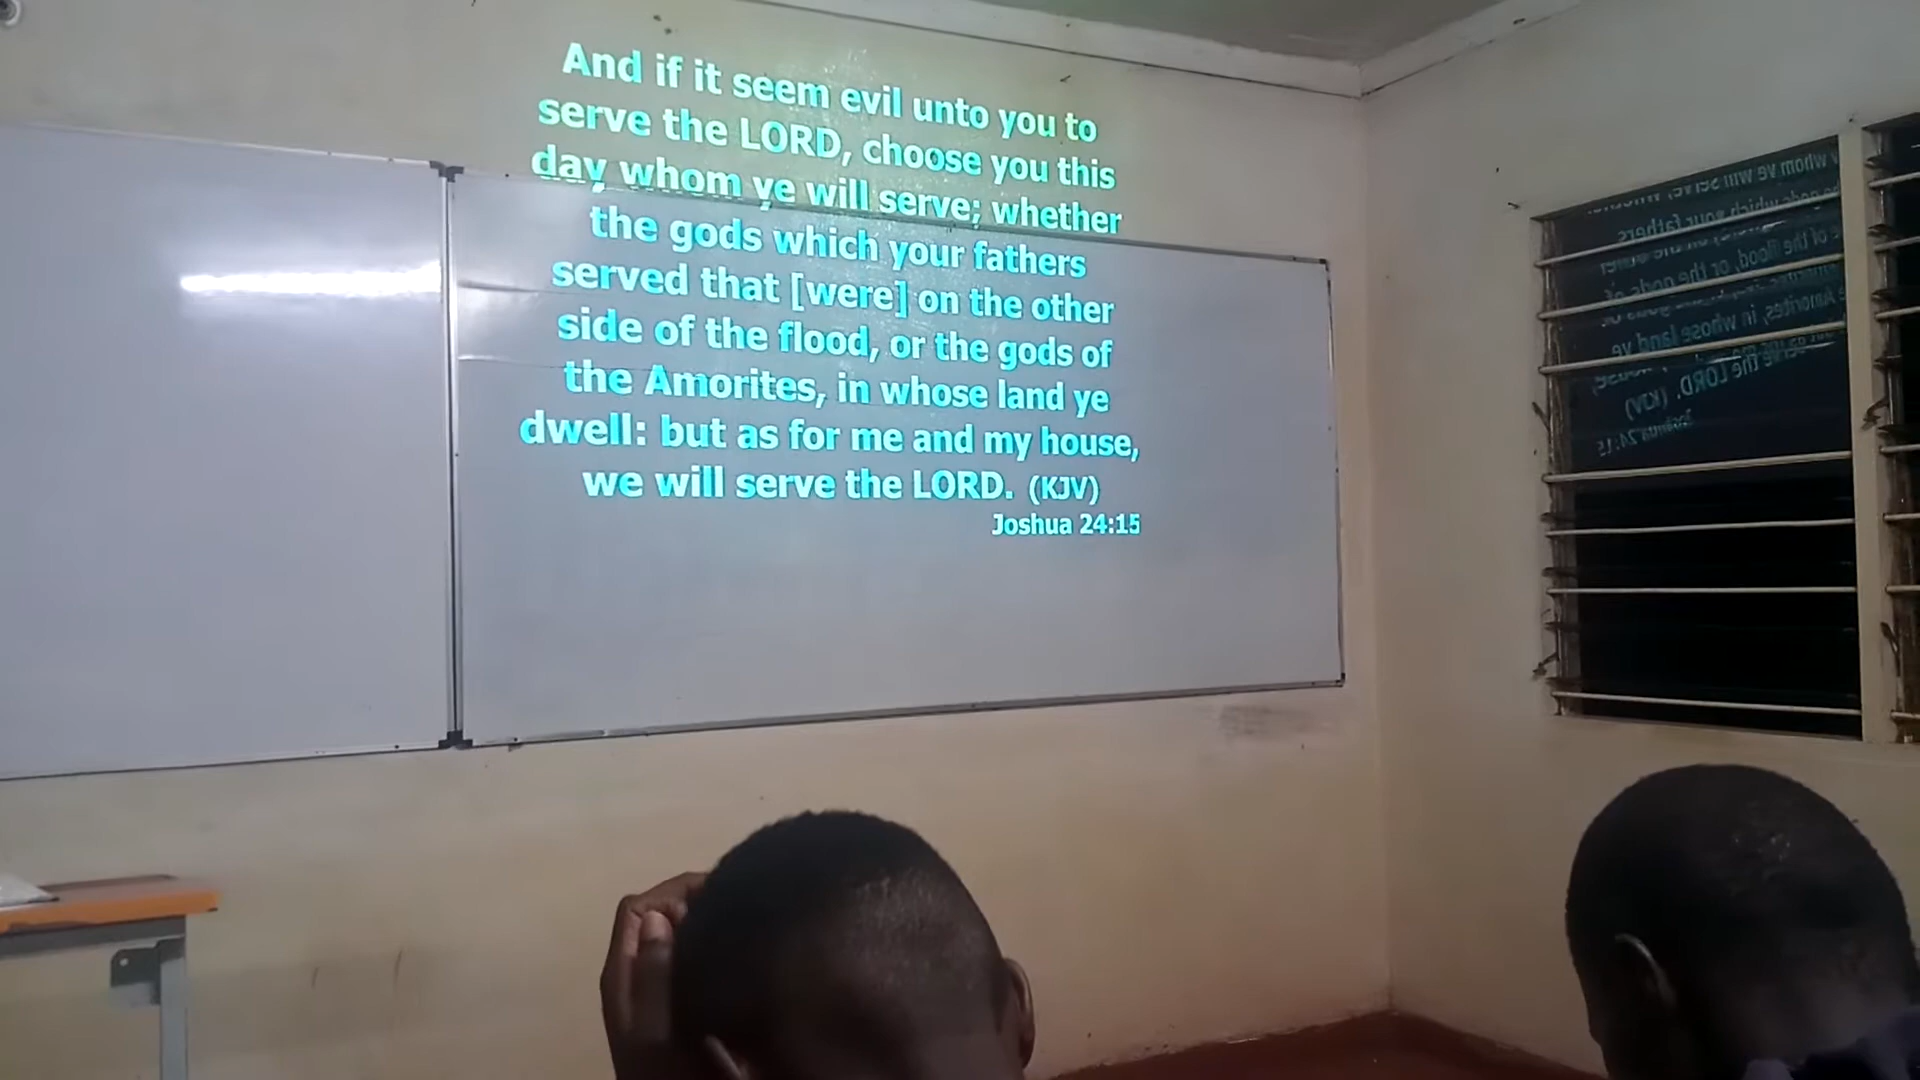 And if it seem evil unto you to
serve the LORD, choose you this
day whom ye will serve; whether
the gods which your fathers
served that [were] on the other
side of the flood, or the gods of
the Amorites, in whose land ye
dwell: but as for me and my house,
we will serve the LORD. (KJV)
Joshua 24:15